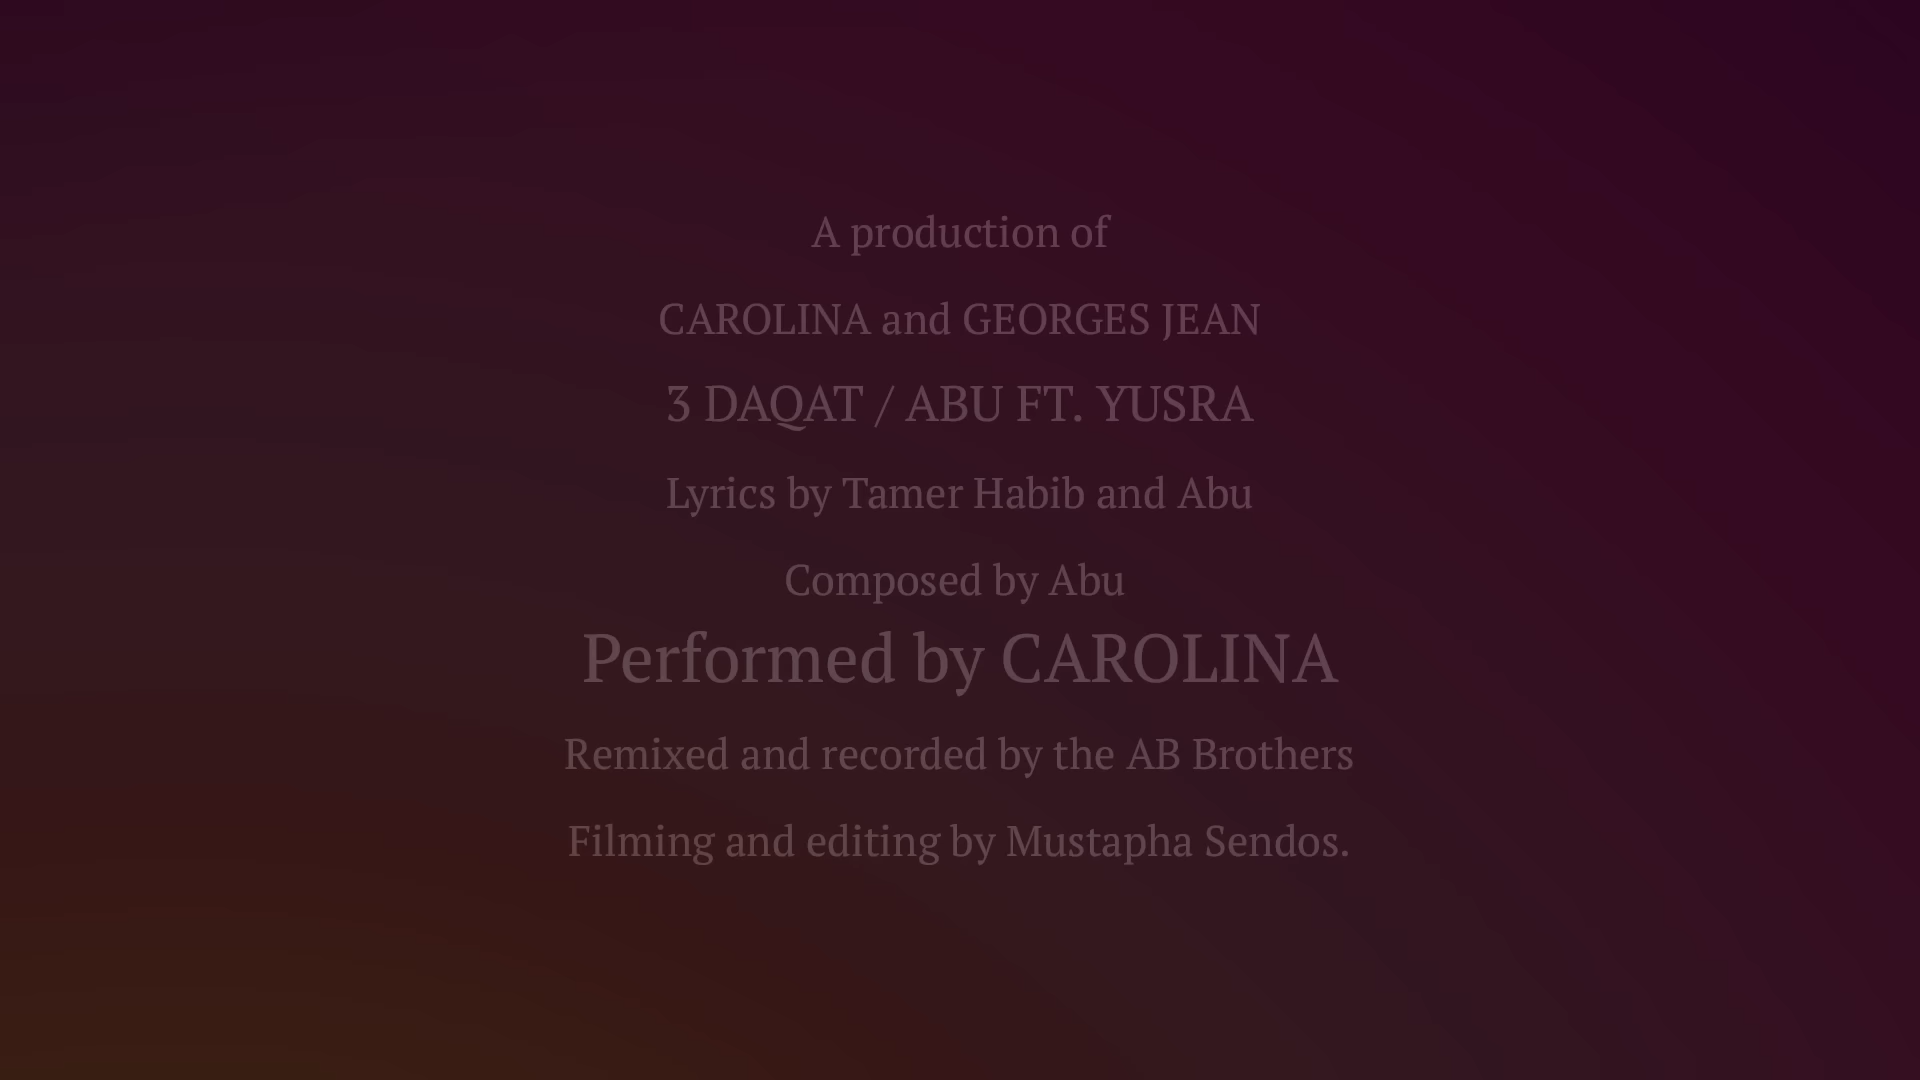 A production of
CAROLINA and GEORGES JEAN
3 DAQAT / ABU FT. YUSRA
Lyrics by Tamer Habib and Abu
Composed by Abu
Performed by CAROLINA
Remixed and recorded by the AB Brothers
Filming and editing by Mustapha Sendos.